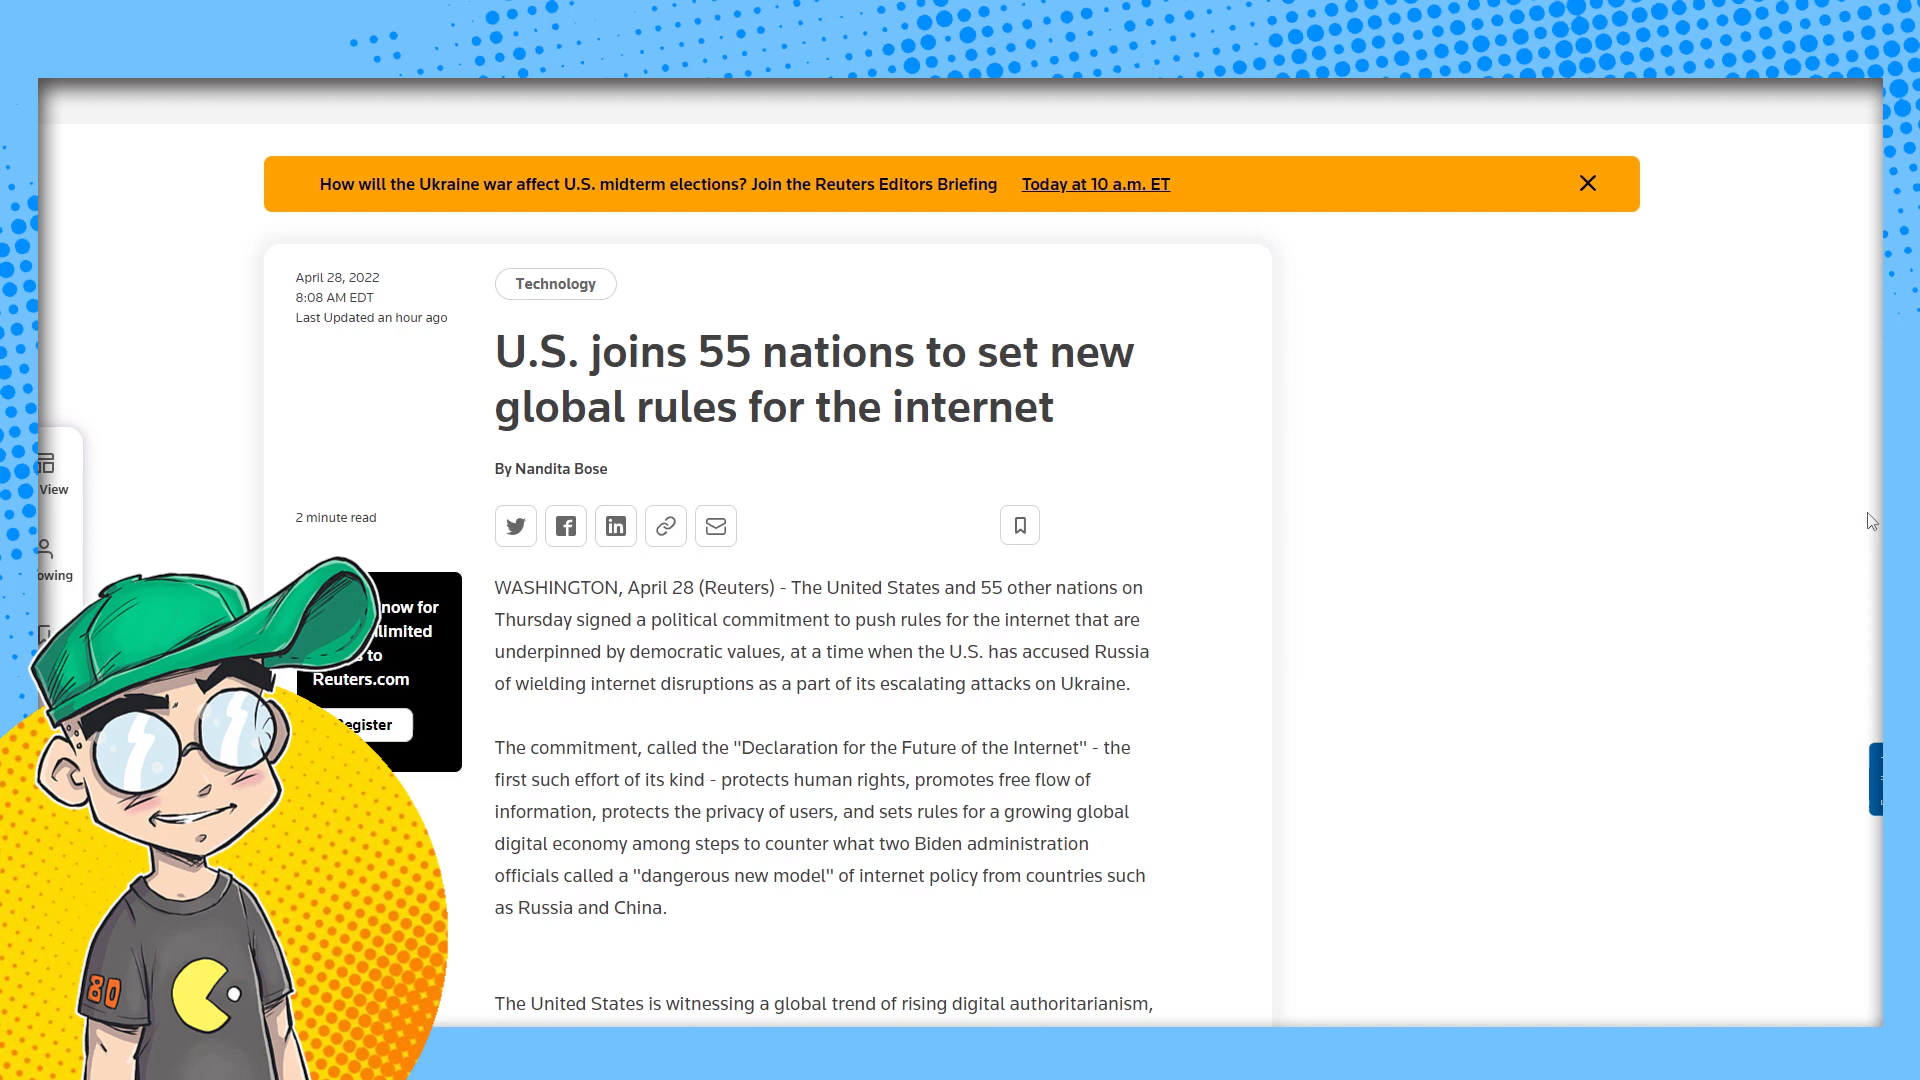 How will the Ukraine war affect U.S. midterm elections? Join the Reuters Editors Briefing Today at 10 a.m. ET
April 28, 2022
8:08 AM EDT
Last Updated an hour ago
Technology
U.S. joins 55 nations to set new
global rules for the internet
By Nandita Bose
2 minute read
View
owing
now for
limited
to
Reuters.com
egister
WASHINGTON, April 28 (Reuters) - The United States and 55 other nations on
Thursday signed a political commitment to push rules for the internet that are
underpinned by democratic values, at a time when the U.S. has accused Russia
of wielding internet disruptions as a part of its escalating attacks on Ukraine.
The commitment, called the "Declaration for the Future of the Internet" - the
first such effort of its kind - protects human rights, promotes free flow of
information, protects the privacy of users, and sets rules for a growing global
digital economy among steps to counter what two Biden administration
officials called a "dangerous new model" of internet policy from countries such
as Russia and China.
The United States is witnessing a global trend of rising digital authoritarianism,
80